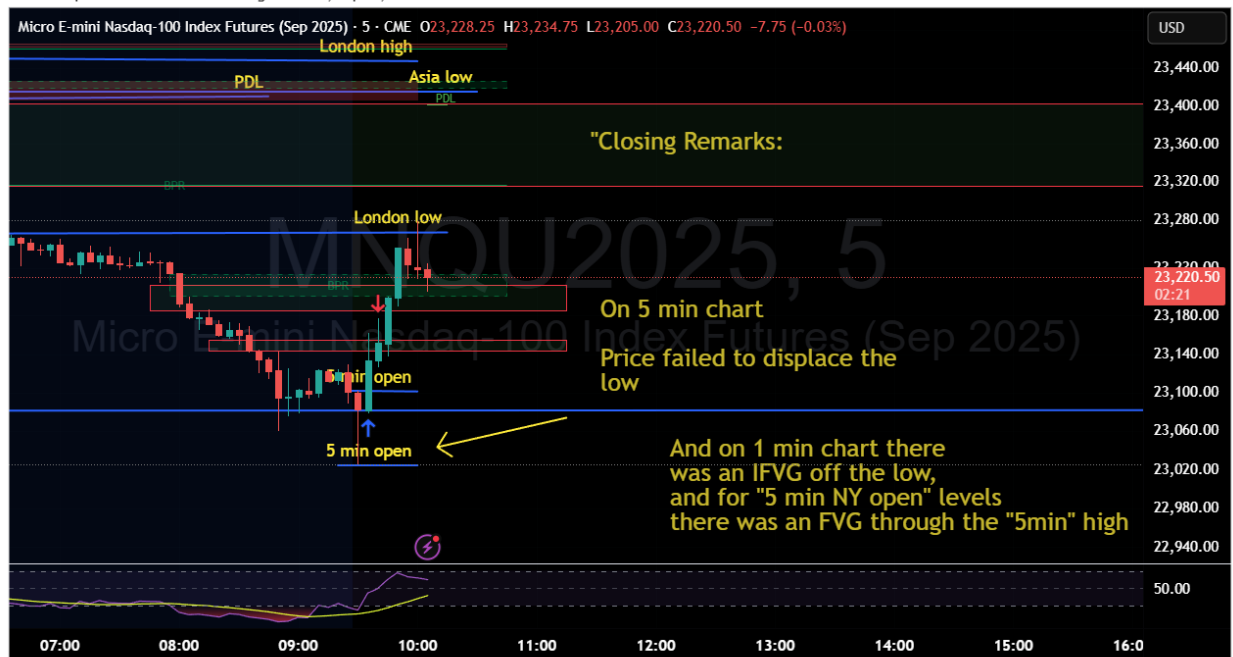 Micro E-mini Nasdaq-100 Index Futures (Sep 2025) · 5 · CME O23,228.25 H23,234.75 L23,205.00 C23,220.50 −7.75 (−0.03%)
USD
London high
23,440.00
PDL
Asia low
PDL
23,400.00
"Closing Remarks:
23,360.00
BPR
23,320.00
London low
23,280.00
MNQU2025, 5
23,220.00
23,220.50
02:21
BPR
On 5 min chart
23,180.00
Micro E-mini Nasdaq-100 Index Futures (Sep 2025)
Price failed to displace the
low
23,140.00
5 min open
23,100.00
23,060.00
5 min open
And on 1 min chart there
was an IFVG off the low,
and for "5 min NY open" levels
there was an FVG through the "5min" high
23,020.00
22,980.00
22,940.00
50.00
07:00 08:00 09:00 10:00 11:00 12:00 13:00 14:00 15:00 16:0